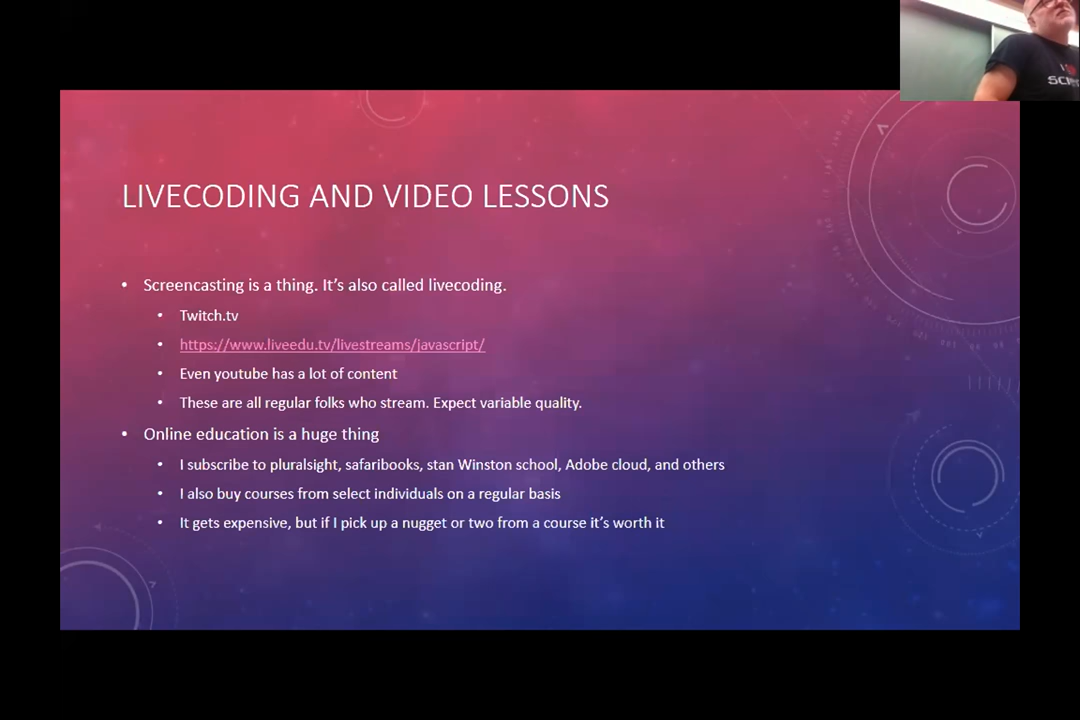 LIVECODING AND VIDEO LESSONS
• Screencasting is a thing. It's also called livecoding.
• Twitch.tv
• https://www.liveedu.tv/livestreams/javascript/
• Even youtube has a lot of content
• These are all regular folks who stream. Expect variable quality.
• Online education is a huge thing
• I subscribe to pluralsight, safaribooks, stan Winston school, Adobe cloud, and others
• I also buy courses from select individuals on a regular basis
• It gets expensive, but if I pick up a nugget or two from a course it's worth it